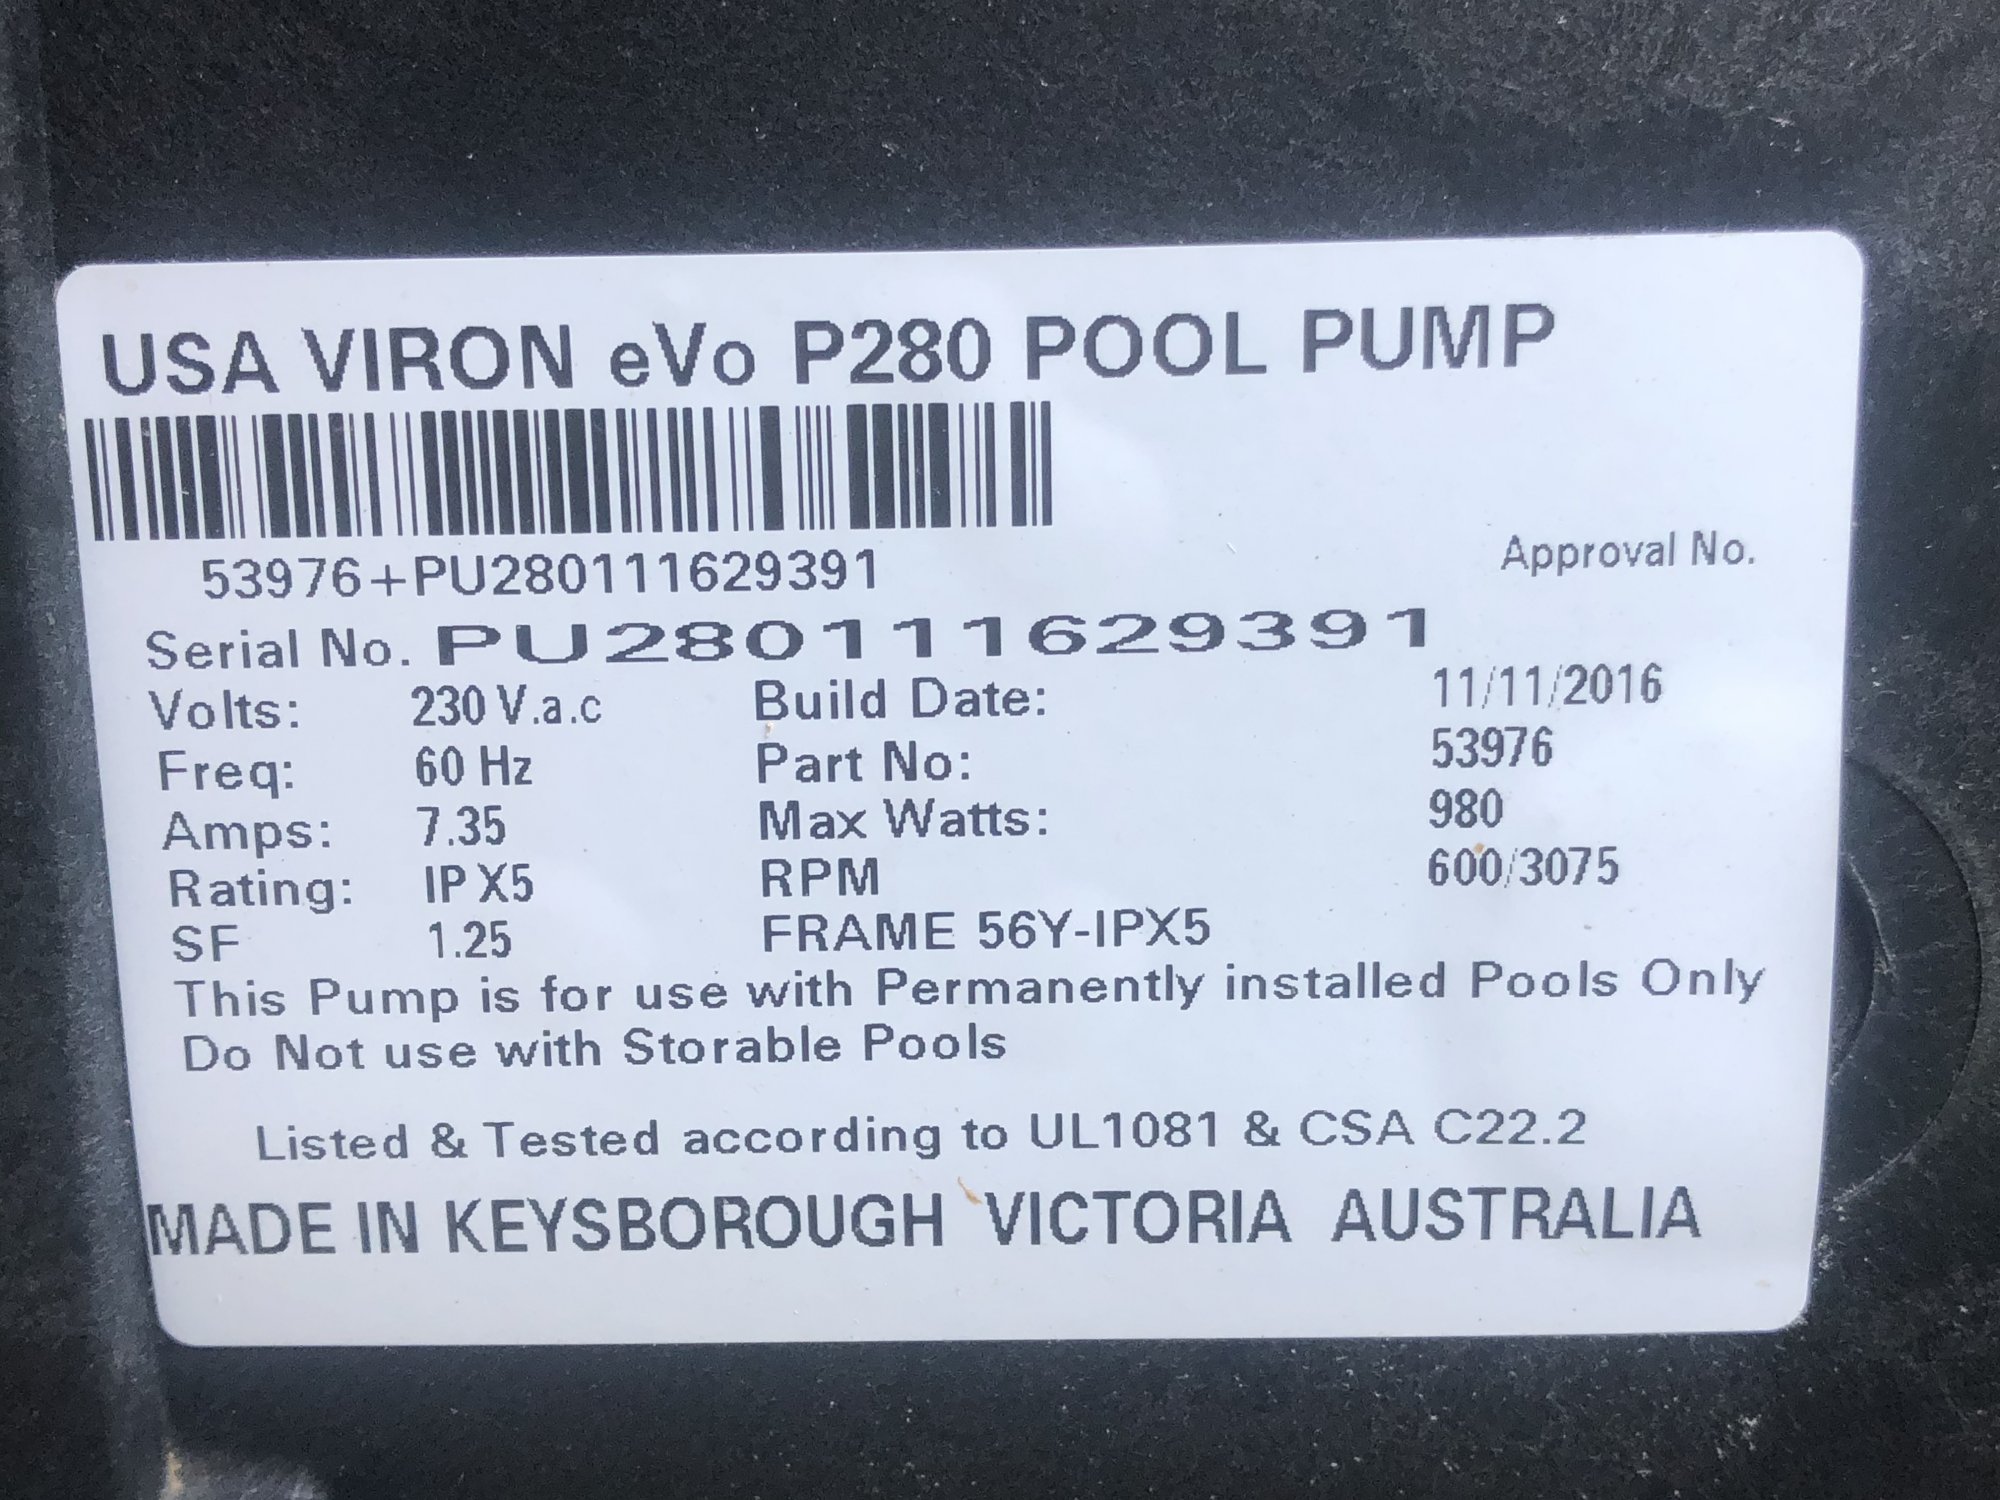 USA VIRON eVo P280 POOL PUMP
53976+PU280111629391
Approval No.
Serial No. PU280111629391
Volts: 230 V.a.c Build Date: 11/11/2016
Freq: 60 Hz Part No: 53976
Amps: 7.35 Max Watts: 980
Rating: IP X5 RPM 600/3075
SF 1.25 FRAME 56Y-IPX5
This Pump is for use with Permanently installed Pools Only
Do Not use with Storable Pools
Listed & Tested according to UL1081 & CSA C22.2
MADE IN KEYSBOROUGH VICTORIA AUSTRALIA